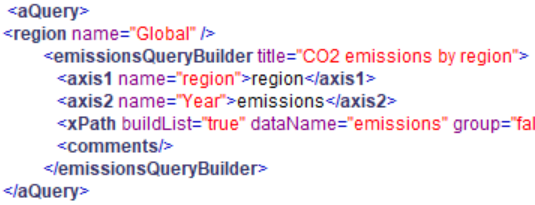 <aQuery>
<region name="Global" />
<emissionsQueryBuilder title="CO2 emissions by region">
<axis1 name="region">region</axis1>
<axis2 name="Year">emissions</axis2>
<xPath buildList="true" dataName="emissions" group="fal
<comments/>
</emissionsQueryBuilder>
</aQuery>